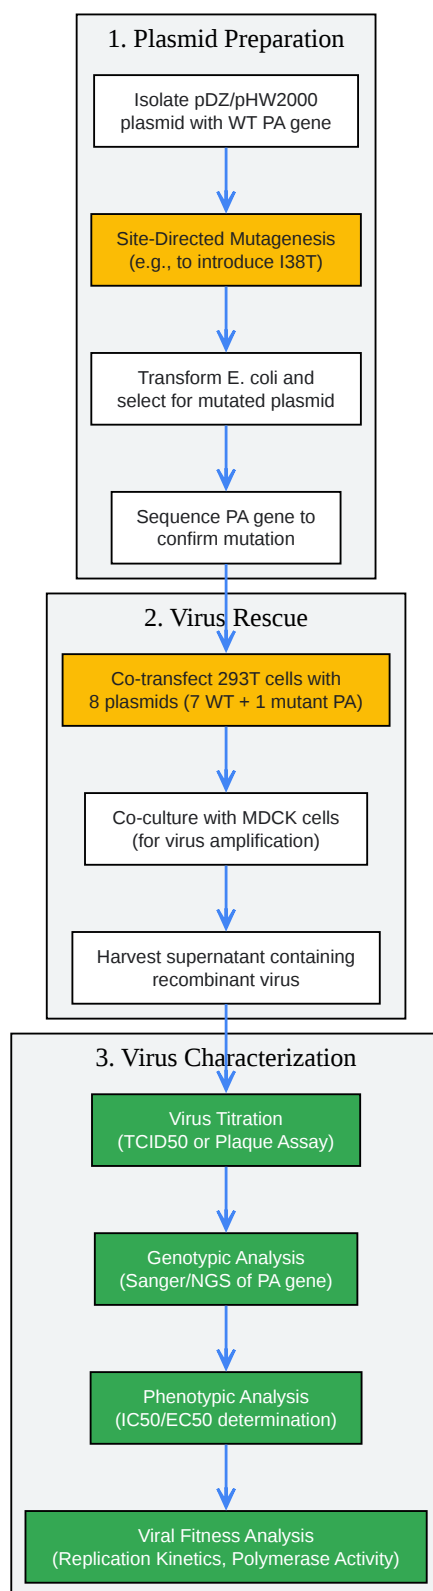 1. Plasmid Preparation
Isolate pDZ/pHW2000
plasmid with WT PA gene
Site-Directed Mutagenesis
(e.g., to introduce I38T)
Transform E. coli and
select for mutated plasmid
Sequence PA gene to
confirm mutation
2. Virus Rescue
Co-transfect 293T cells with
8 plasmids (7 WT + 1 mutant PA)
Co-culture with MDCK cells
(for virus amplification)
Harvest supernatant containing
recombinant virus
3. Virus Characterization
Virus Titration
(TCID50 or Plaque Assay)
Genotypic Analysis
(Sanger/NGS of PA gene)
Phenotypic Analysis
(IC50/EC50 determination)
Viral Fitness Analysis
(Replication Kinetics, Polymerase Activity)